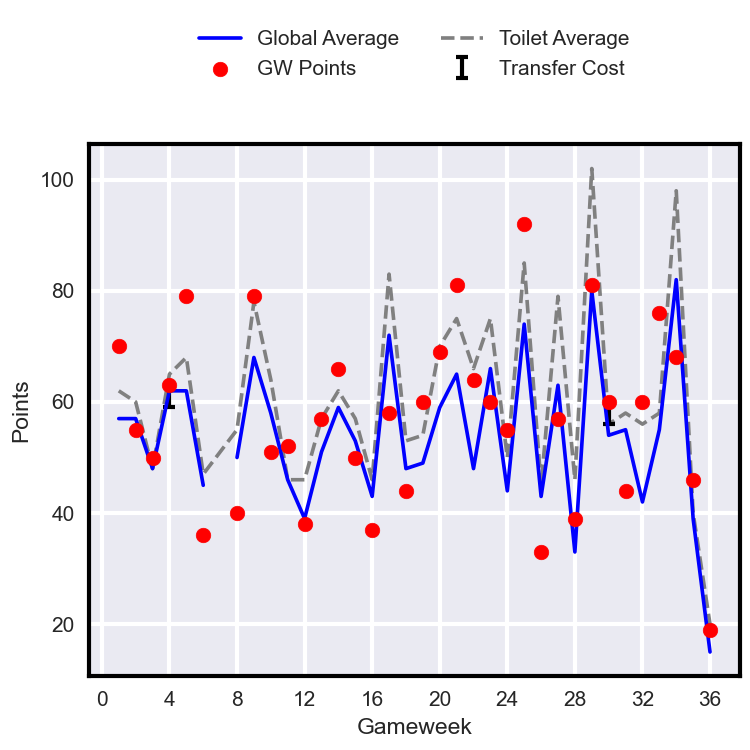 Global Average Toilet Average
GW Points Transfer Cost
100
80
60
40
20
Points
0 4 8 12 16 20 24 28 32 36
Gameweek